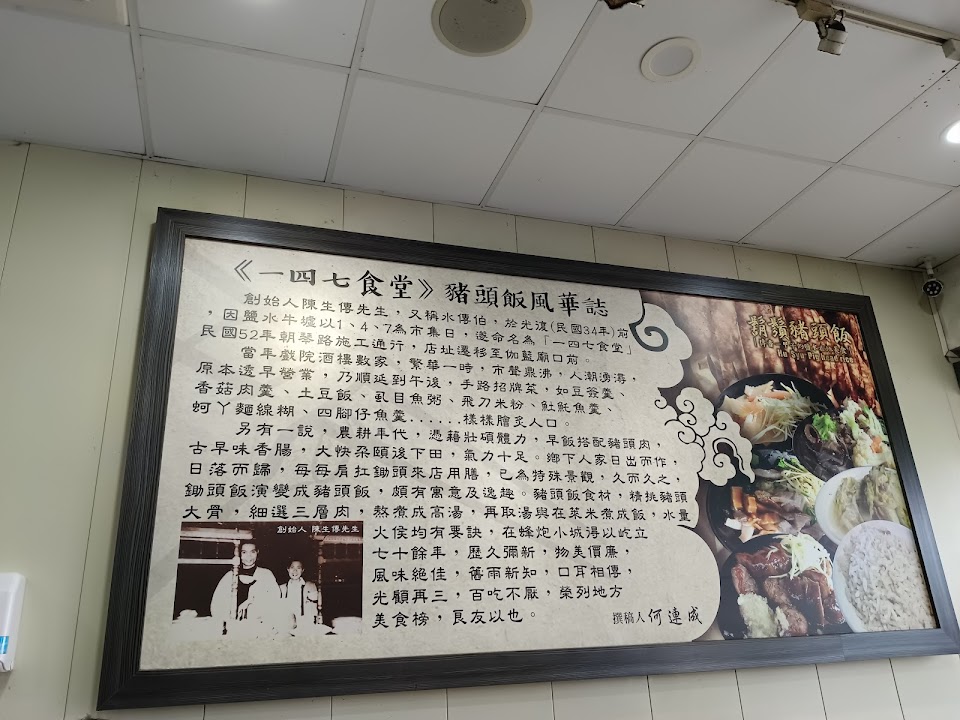 《一四七食堂》豬頭飯風華誌
創始人陳生傳先生，又稱水傳伯，於光渡(民國34年)前
，因鹽水牛墟以1、4、7為市集日，遂命名為「一四七食堂」
民國52年朝琴路施工通行，店址遷移至伽藍廟口前。
當年戲院酒樓數家，繁華一時，市聲鼎沸，人潮湧淂，
原本透早營業，乃順延到午後，手路招牌菜，如豆簽羹、
香菇肉羹、土豆飯、虱目魚粥、飛刀米粉、𩵚魠魚羹、
蚵ㄚ麵線糊、四腳仔魚羹......樣樣膾炙人口。
另有一說，農耕年代，憑藉壯碩體力，早飯搭配豬頭肉，
古早味香腸，大快朶頤後下田，氣力十足。鄉下人家日出而作，
日落而歸，每每肩扛鋤頭來店用膳，已為特殊景觀，久而久之，
鋤頭飯演變成豬頭飯，頗有寓意及逸趣。豬頭飯食材，精挑豬頭
大骨，細選三層肉，熬煮成高湯，再取湯與在萊米煮成飯，水量
火侯均有要訣，在蜂炮小城淂以屹立
七十餘年，歷久彌新，物美價廉，
風味絕佳，舊雨新知，口耳相傳，
光顧再三，百吃不厭，榮列地方
美食榜，良友以也。
撰稿人何連成
創始人 陳生傳先生
鬍鬚豬頭飯